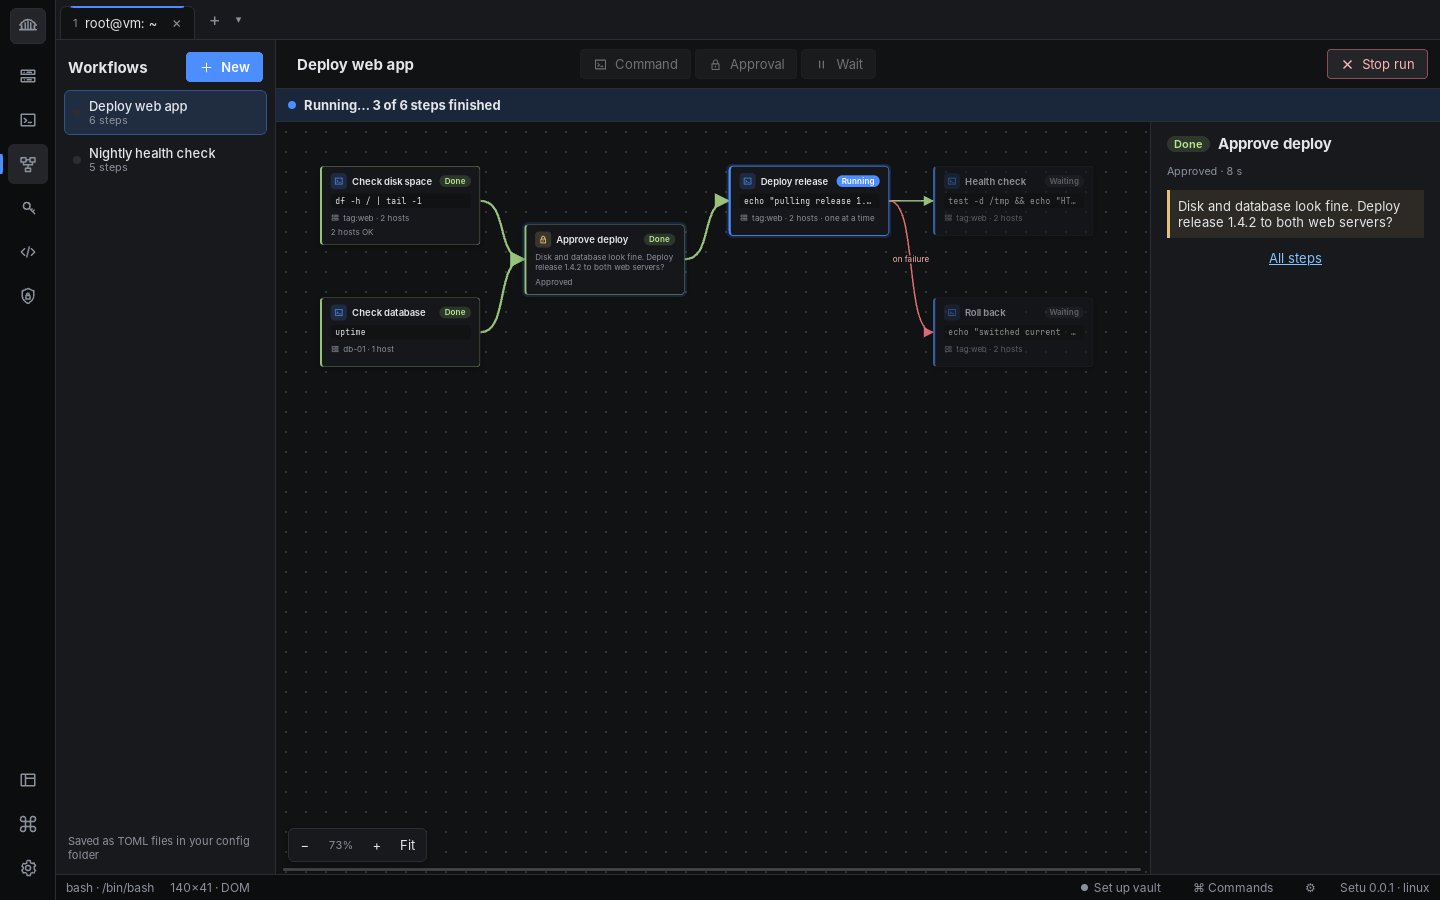 1 root@vm: ~ × + ▾
Workflows
+ New
Deploy web app
6 steps
Nightly health check
5 steps
Saved as TOML files in your config
folder
Deploy web app
Command
Approval
Wait
Stop run
Running... 3 of 6 steps finished
Check disk space Done
df -h / | tail -1
tag:web · 2 hosts
2 hosts OK
Check database Done
uptime
db-01 · 1 host
Approve deploy Done
Disk and database look fine. Deploy
release 1.4.2 to both web servers?
Approved
Deploy release Running
echo "pulling release 1...
tag:web · 2 hosts · one at a time
on failure
Health check Waiting
test -d /tmp && echo "HT...
tag:web · 2 hosts
Roll back Waiting
echo "switched current …
tag:web · 2 hosts
− 73% + Fit
Done Approve deploy
Approved · 8 s
Disk and database look fine. Deploy
release 1.4.2 to both web servers?
All steps
bash · /bin/bash 140×41 · DOM
Set up vault ⌘ Commands ⚙ Setu 0.0.1 · linux